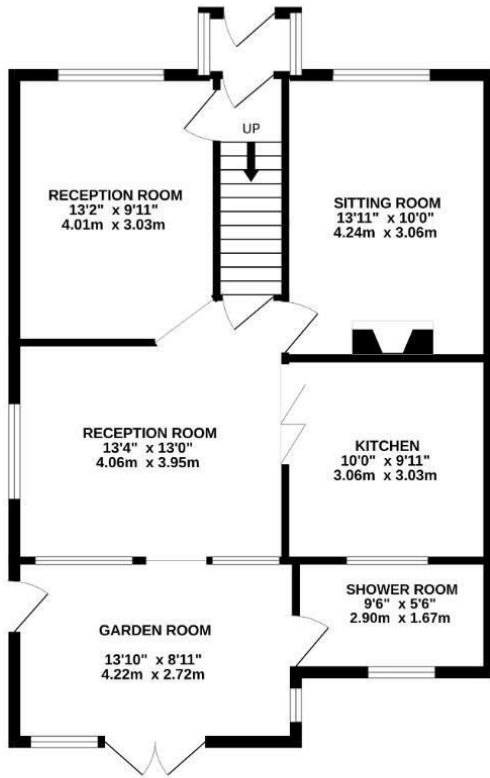 UP
RECEPTION ROOM
13'2" x 9'11"
4.01m x 3.03m
SITTING ROOM
13'11" x 10'0"
4.24m x 3.06m
RECEPTION ROOM
13'4" x 13'0"
4.06m x 3.95m
KITCHEN
10'0" x 9'11"
3.06m x 3.03m
SHOWER ROOM
9'6" x 5'6"
2.90m x 1.67m
GARDEN ROOM
13'10" x 8'11"
4.22m x 2.72m